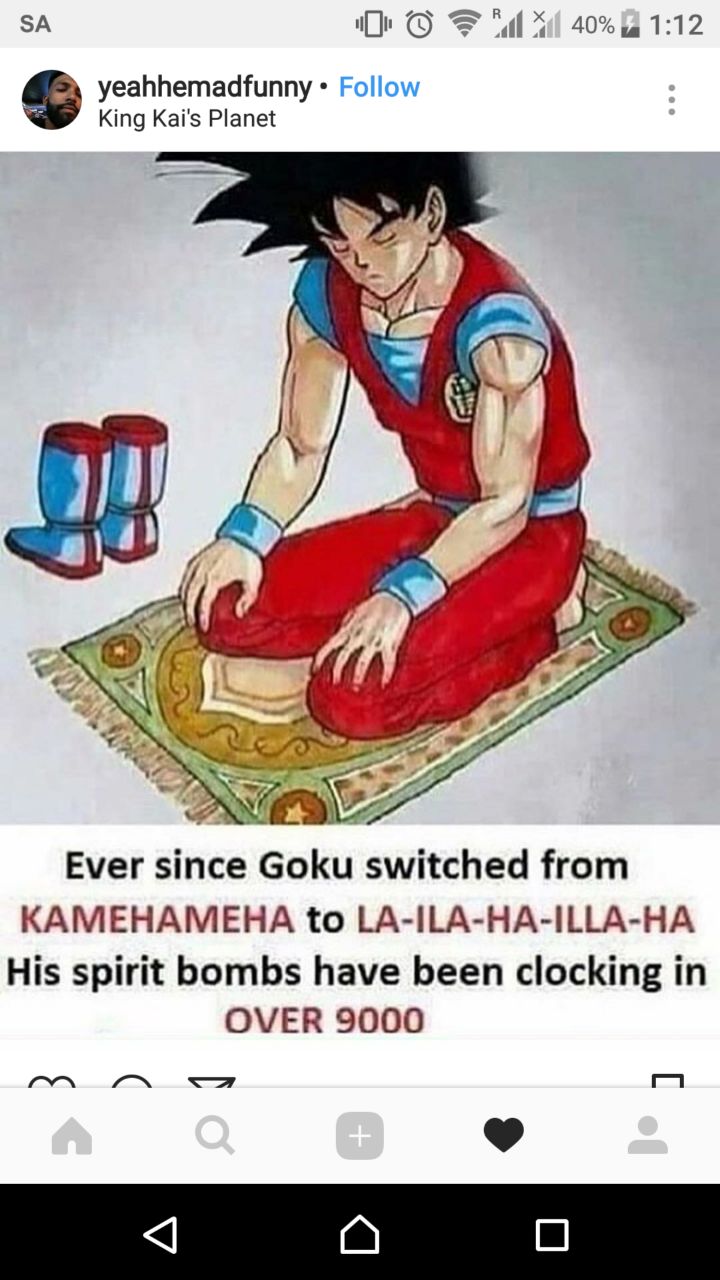 SA R 40% 1:12
yeahhemadfunny • Follow
King Kai's Planet
Ever since Goku switched from
KAMEHAMEHA to LA-ILA-HA-ILLA-HA
His spirit bombs have been clocking in
OVER 9000